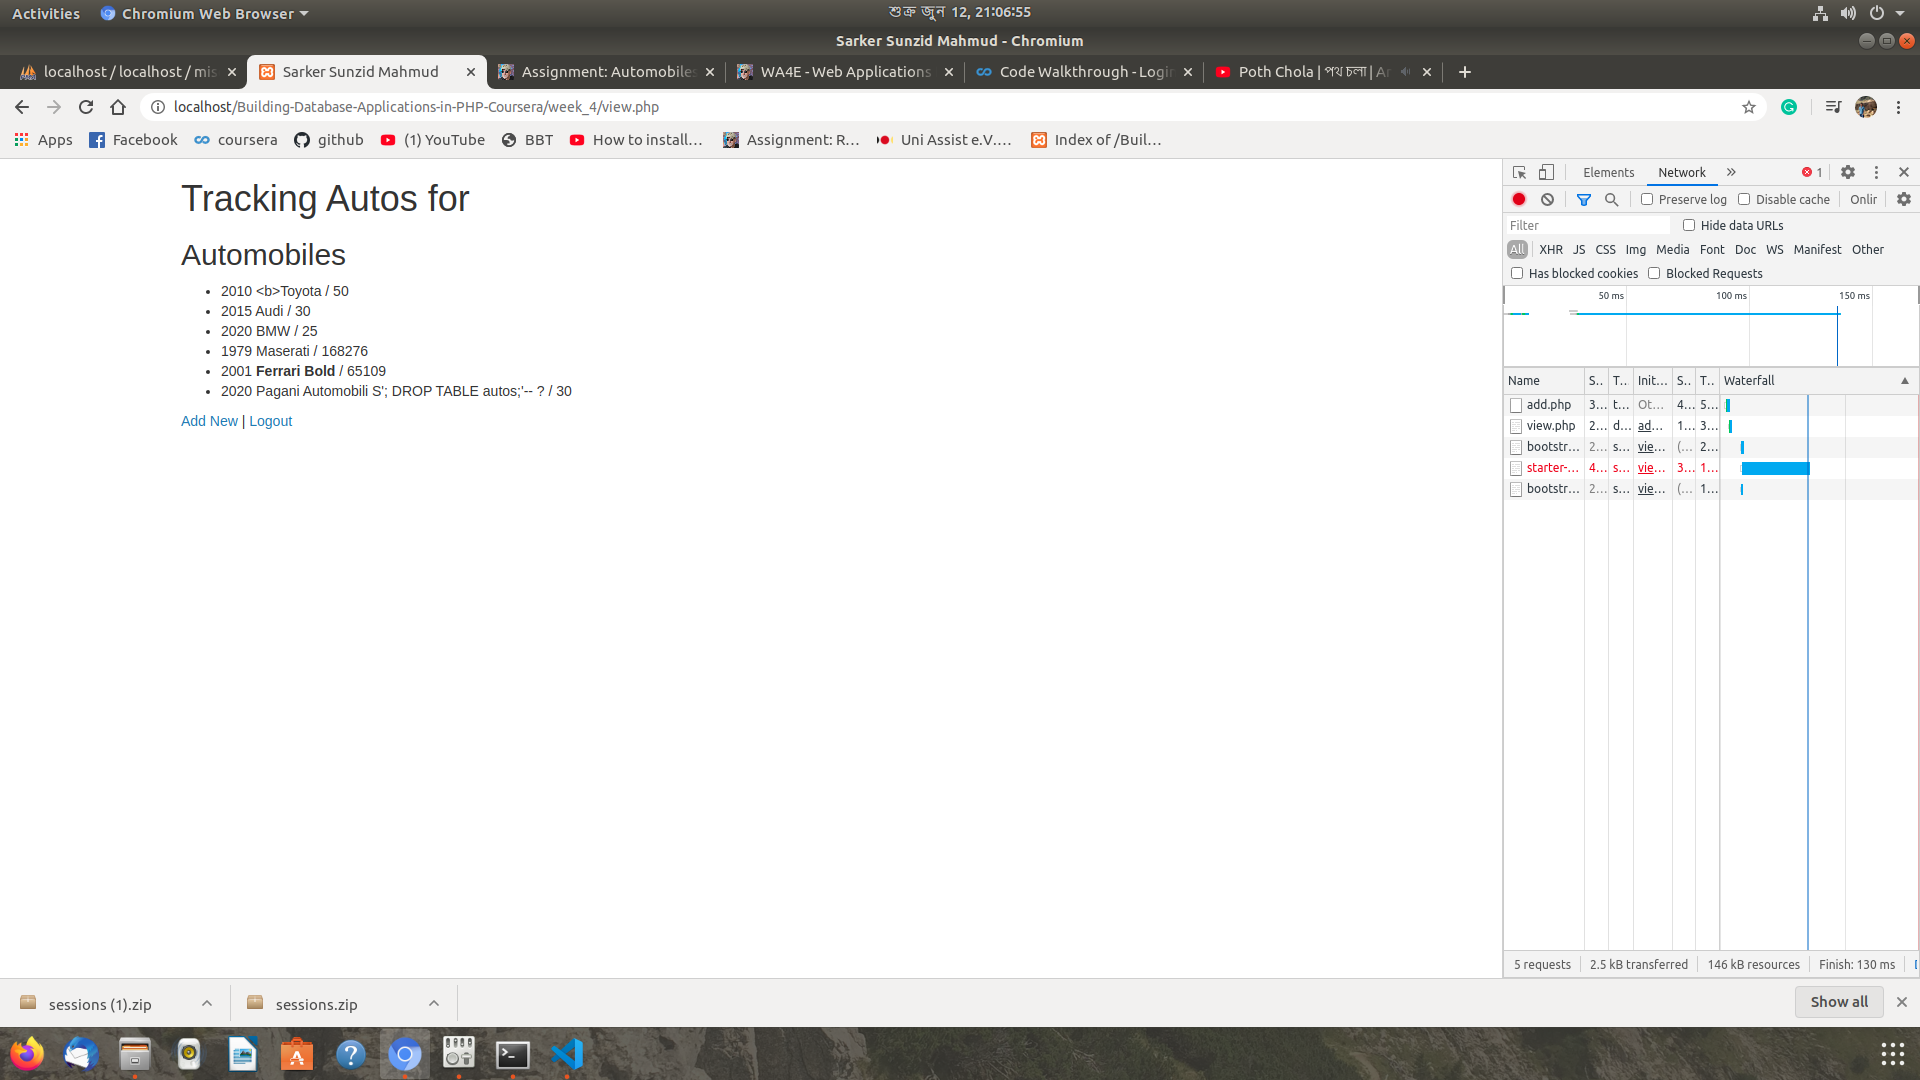 Activities Chromium Web Browser শুক্র জুন 12, 21:06:55
Sarker Sunzid Mahmud - Chromium
localhost / localhost / mis Sarker Sunzid Mahmud Assignment: Automobiles WA4E - Web Applications Code Walkthrough - Login Poth Chola | পথ চলা | Ar
localhost/Building-Database-Applications-in-PHP-Coursera/week_4/view.php
Apps Facebook coursera github (1) YouTube BBT How to install… Assignment: R… Uni Assist e.V.… Index of /Buil…
Tracking Autos for
Automobiles
2010 <b>Toyota / 50
2015 Audi / 30
2020 BMW / 25
1979 Maserati / 168276
2001 Ferrari Bold / 65109
2020 Pagani Automobili S'; DROP TABLE autos;'-- ? / 30
Add New | Logout
Elements Network » 1
Preserve log Disable cache Onlir
Filter Hide data URLs
All XHR JS CSS Img Media Font Doc WS Manifest Other
Has blocked cookies Blocked Requests
50 ms 100 ms 150 ms
Name S.. T.. Init... S.. T.. Waterfall
add.php 3... t... Ot... 4... 5...
view.php 2... d... ad... 1... 3...
bootstr... 2... s... vie... (... 2...
starter-... 4... s... vie... 3... 1...
bootstr... 2... s... vie... (... 1...
5 requests 2.5 kB transferred 146 kB resources Finish: 130 ms
sessions (1).zip sessions.zip Show all